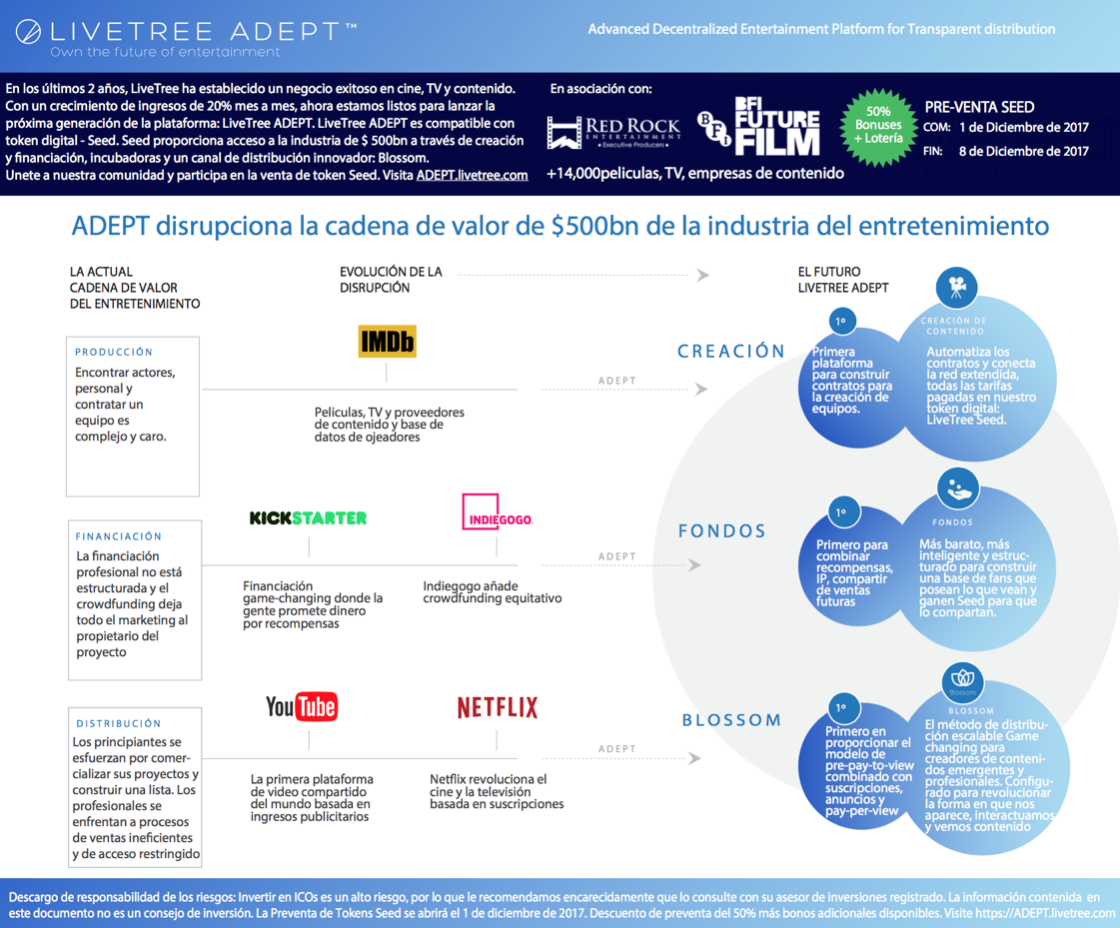 LIVETREE ADEPT™
Own the future of entertainment
Advanced Decentralized Entertainment Platform for Transparent distribution
En los últimos 2 años, LiveTree ha establecido un negocio exitoso en cine, TV y contenido.
Con un crecimiento de ingresos de 20% mes a mes, ahora estamos listos para lanzar la
próxima generación de la plataforma: LiveTree ADEPT. LiveTree ADEPT es compatible con
token digital - Seed. Seed proporciona acceso a la industria de $ 500bn a través de creación
y financiación, incubadoras y un canal de distribución innovador: Blossom.
Unete a nuestra comunidad y participa en la venta de token Seed. Visita ADEPT.livetree.com
En asociación con:
RED ROCK
ENTERTAINMENT
• Executive Producers •
BFI
BFI
FUTURE
FILM
+14,000peliculas, TV, empresas de contenido
50%
Bonuses
+ Lotería
PRE-VENTA SEED
COM: 1 de Diciembre de 2017
FIN: 8 de Diciembre de 2017
ADEPT disrupciona la cadena de valor de $500bn de la industria del entretenimiento
LA ACTUAL
CADENA DE VALOR
DEL ENTRETENIMIENTO
EVOLUCIÓN DE LA
DISRUPCIÓN
EL FUTURO
LIVETREE ADEPT
PRODUCCIÓN
Encontrar actores,
personal y
contratar un
equipo es
complejo y caro.
IMDb
Peliculas, TV y proveedores
de contenido y base de
datos de ojeadores
ADEPT
CREACIÓN
1º
Primera
plataforma
para construir
contratos para
la creación de
equipos.
CREACIÓN DE
CONTENIDO
Automatiza los
contratos y conecta
la red extendida,
todas las tarifas
pagadas en nuestro
token digital:
LiveTree Seed.
FINANCIACIÓN
La financiación
profesional no está
estructurada y el
crowdfunding deja
todo el marketing al
propietario del
proyecto
KICKSTARTER
Financiación
game-changing donde la
gente promete dinero
por recompensas
INDIEGOGO
Indiegogo añade
crowdfunding equitativo
ADEPT
FONDOS
1º
Primero para
combinar
recompensas,
IP, compartir
de ventas
futuras
FONDOS
Más barato, más
inteligente y estruc-
turado para construir
una base de fans que
posean lo que vean y
ganen Seed para que
lo compartan.
DISTRIBUCIÓN
Los principiantes se
esfuerzan por comer-
cializar sus proyectos y
construir una lista. Los
profesionales se
enfrentan a procesos
de ventas ineficientes
y de acceso restringido
YouTube
La primera plataforma
de video compartido
del mundo basada en
ingresos publicitarios
NETFLIX
Netflix revoluciona el
cine y la televisión
basada en suscripciones
ADEPT
BLOSSOM
1º
Primero en
proporcionar el
modelo de
pre-pay-to-view
combinado con
suscripciones,
anuncios y
pay-per-view
Blossom
BLOSSOM
El método de distribu-
ción escalable Game
changing para
creadores de conteni-
dos emergentes y
profesionales. Configu-
rado para revolucionar
la forma en que nos
aparece, interactuamos
y vemos contenido
Descargo de responsabilidad de los riesgos: Invertir en ICOs es un alto riesgo, por lo que le recomendamos encarecidamente que lo consulte con su asesor de inversiones registrado. La información contenida en
este documento no es un consejo de inversión. La Preventa de Tokens Seed se abrirá el 1 de diciembre de 2017. Descuento de preventa del 50% más bonos adicionales disponibles. Visite https://ADEPT.livetree.com